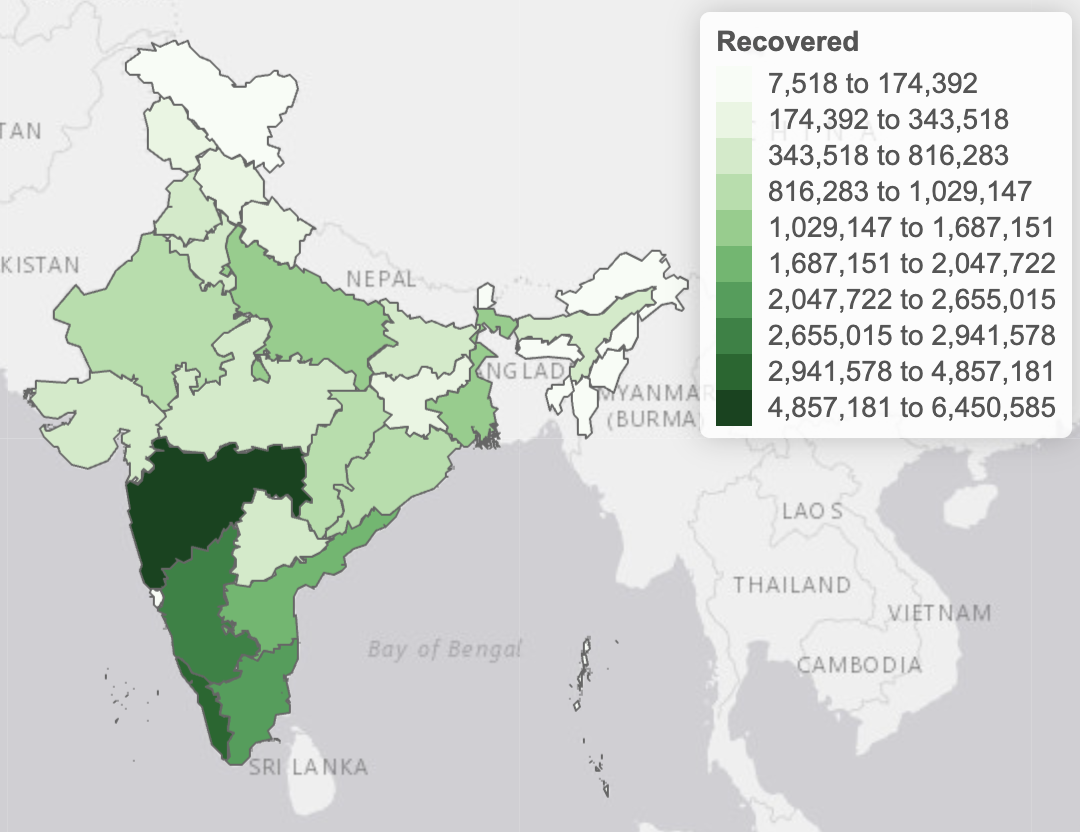 Recovered
7,518 to 174,392
174,392 to 343,518
343,518 to 816,283
816,283 to 1,029,147
1,029,147 to 1,687,151
1,687,151 to 2,047,722
2,047,722 to 2,655,015
2,655,015 to 2,941,578
2,941,578 to 4,857,181
4,857,181 to 6,450,585
CHINA
TAN
KISTAN
NEPAL
NGLAD
MYANMAR
(BURMA)
LAOS
THAILAND
VIETNAM
CAMBODIA
Bay of Bengal
SRI LANKA